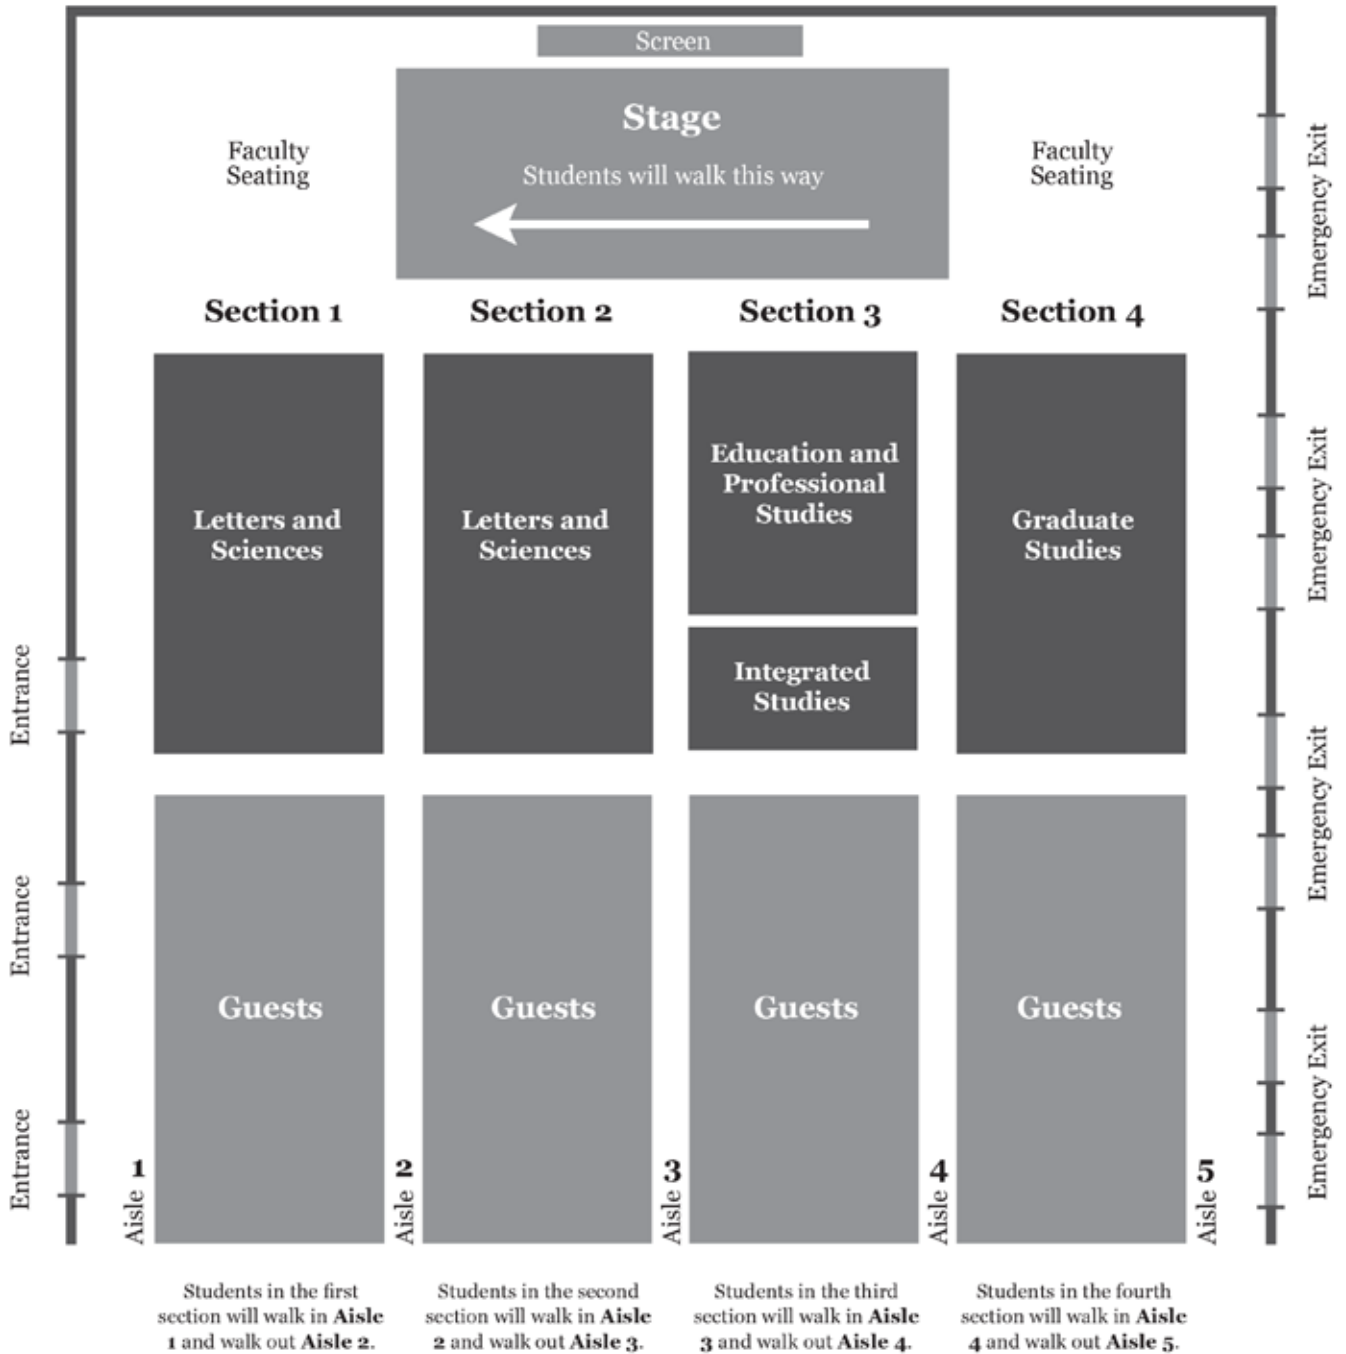 Screen
Stage
Students will walk this way
Faculty
Seating
Faculty
Seating
Emergency Exit
Section 1
Section 2
Section 3
Section 4
Letters and
Sciences
Letters and
Sciences
Education and
Professional
Studies
Integrated
Studies
Graduate
Studies
Emergency Exit
Entrance
Emergency Exit
Entrance
Guests
Guests
Guests
Guests
Entrance
Emergency Exit
Aisle 1
Aisle 2
Aisle 3
Aisle 4
Aisle 5
Students in the first
section will walk in Aisle
1 and walk out Aisle 2.
Students in the second
section will walk in Aisle
2 and walk out Aisle 3.
Students in the third
section will walk in Aisle
3 and walk out Aisle 4.
Students in the fourth
section will walk in Aisle
4 and walk out Aisle 5.